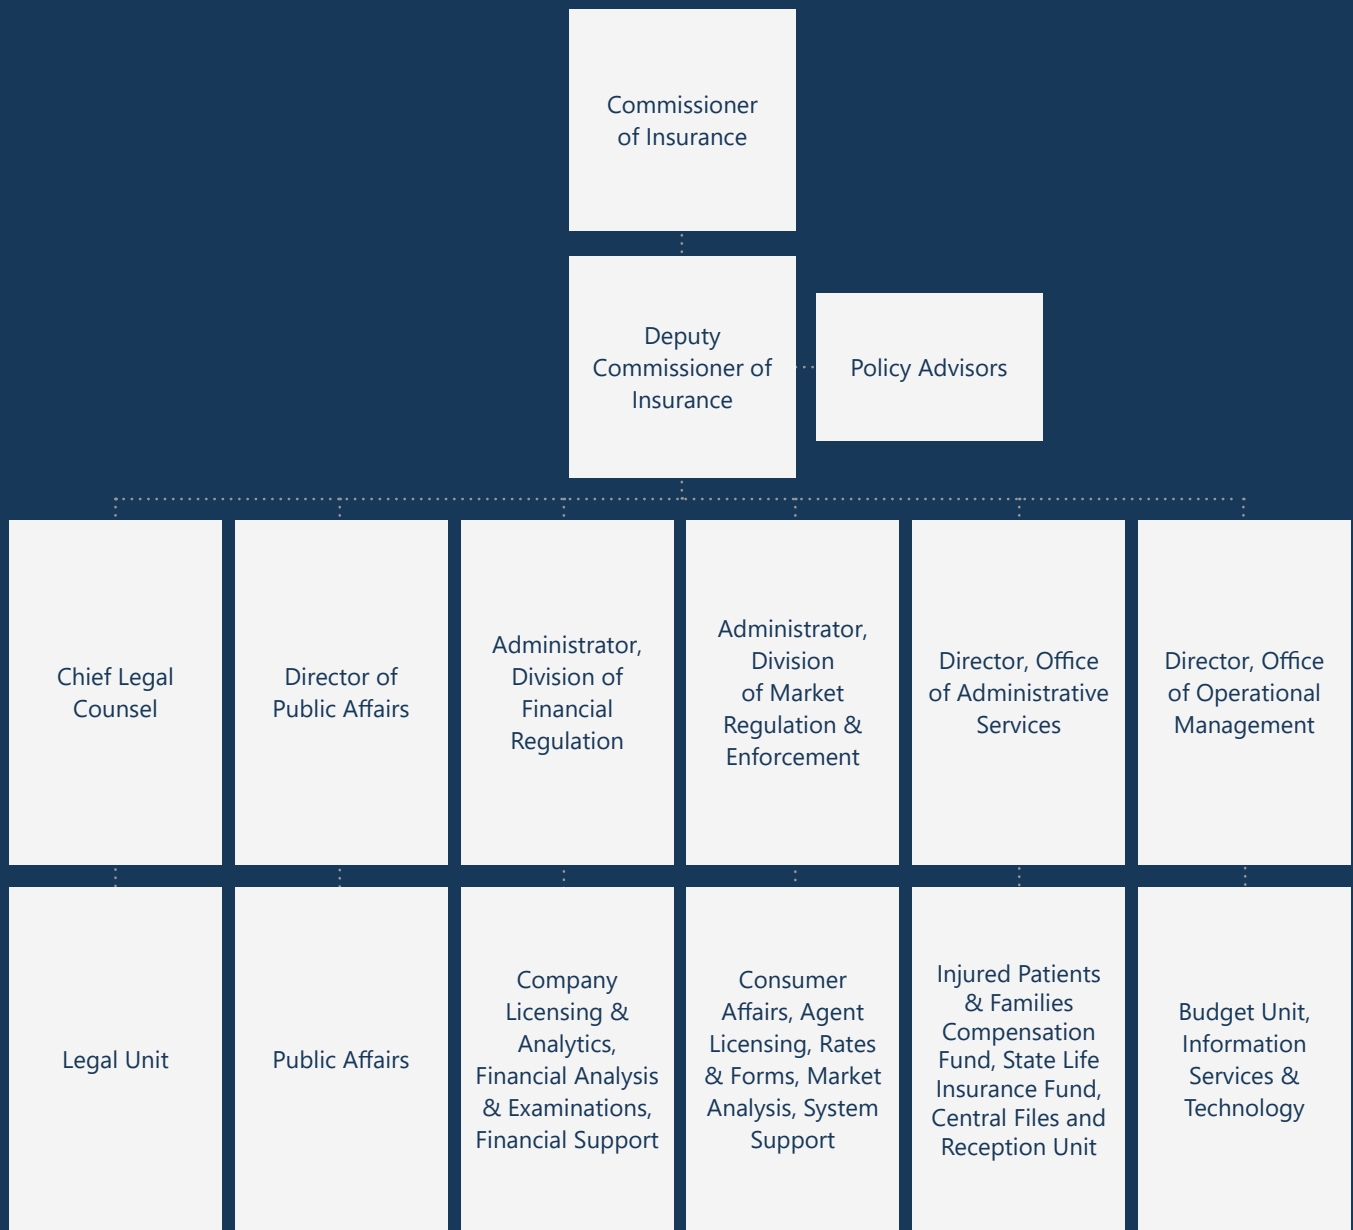 Commissioner
of Insurance
Deputy
Commissioner of
Insurance
Policy Advisors
Chief Legal
Counsel
Director of
Public Affairs
Administrator,
Division of
Financial
Regulation
Administrator,
Division
of Market
Regulation &
Enforcement
Director, Office
of Administrative
Services
Director, Office
of Operational
Management
Legal Unit
Public Affairs
Company
Licensing &
Analytics,
Financial Analysis
& Examinations,
Financial Support
Consumer
Affairs, Agent
Licensing, Rates
& Forms, Market
Analysis, System
Support
Injured Patients
& Families
Compensation
Fund, State Life
Insurance Fund,
Central Files and
Reception Unit
Budget Unit,
Information
Services &
Technology